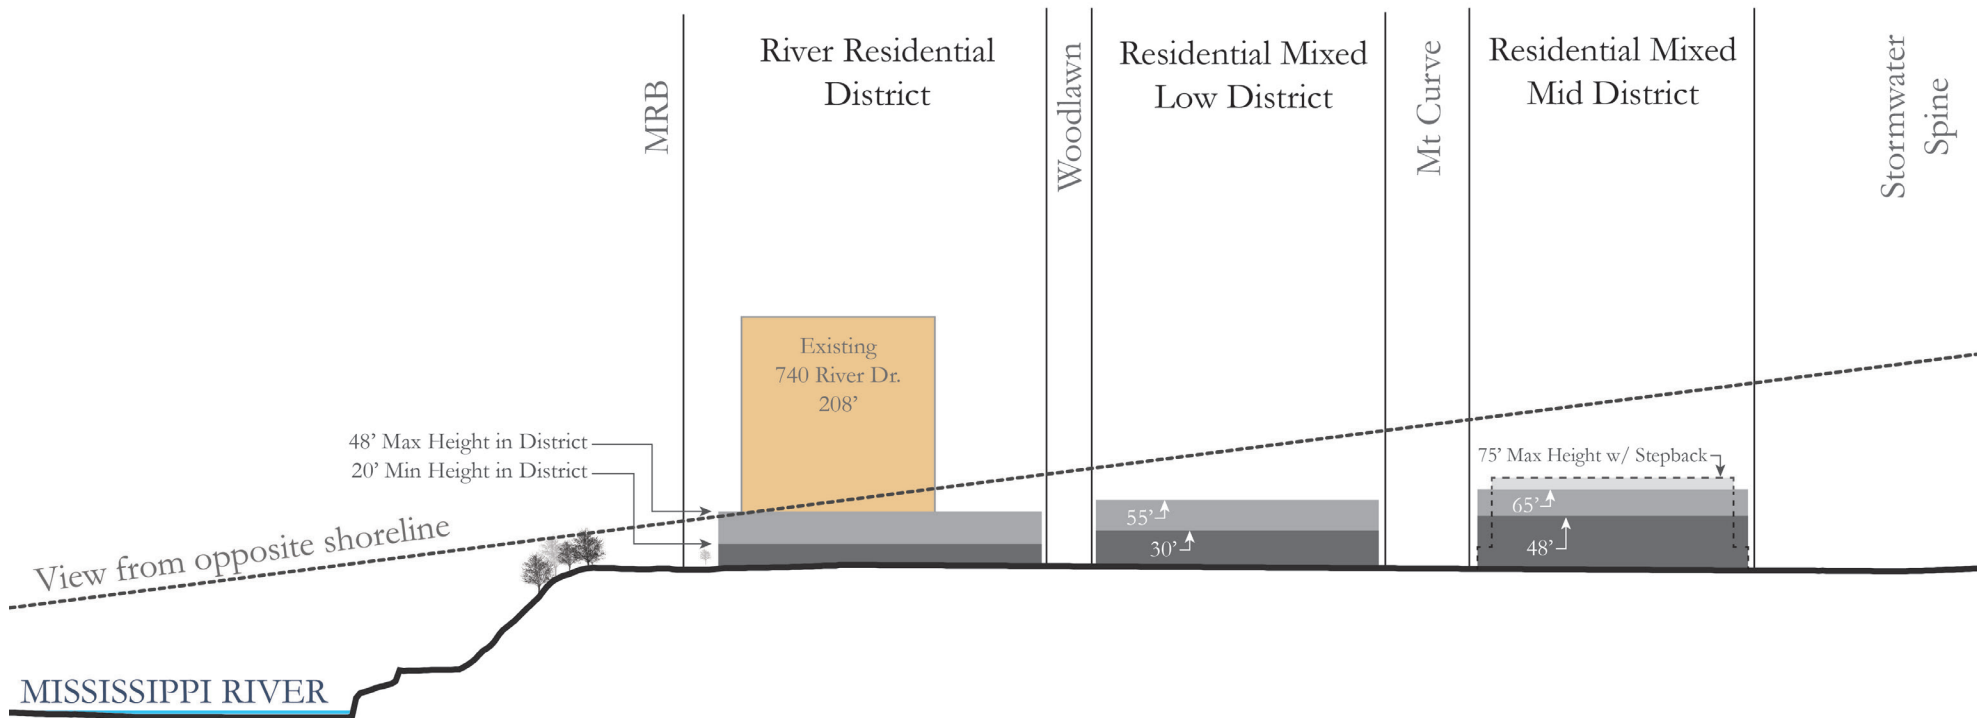 MRB
River Residential
District
Woodlawn
Residential Mixed
Low District
Mt Curve
Residential Mixed
Mid District
Stormwater
Spine
Existing
740 River Dr.
208’
48’ Max Height in District
20’ Min Height in District
75’ Max Height w/ Stepback
55’
30’
65’
48’
View from opposite shoreline
MISSISSIPPI RIVER